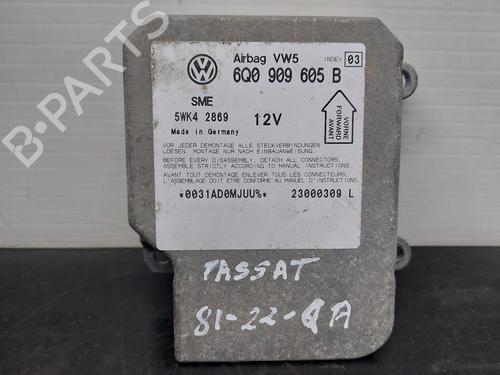 Airbag VW5
INDEX 03
6Q0 909 605 B
SME
5WK4 2869
12V
Made in Germany
VORNE
FORWARD
AVANT
VOR JEDER DEMONTAGE ALLE STECKVERBINDUNGEN
LOESEN. MONTAGE NUR NACH EINBAUANWEISUNG.
BEFORE EVERY DISASSEMBLY, DETACH ALL CONNECTORS.
ASSEMBLE STRICTLY ACCORDING TO MANUAL INSTRUCTIONS
AVANT TOUT DEMONTAGE ENLEVER TOUS LES CONNECTEURS.
L'ASSEMBLAGE DOIT ETRE CONFORME AU MANUEL D'INSTRUCTIONS
*0031AD0MJUU%*
23000309 L
PASSAT
81-22-QA
B-PARTS